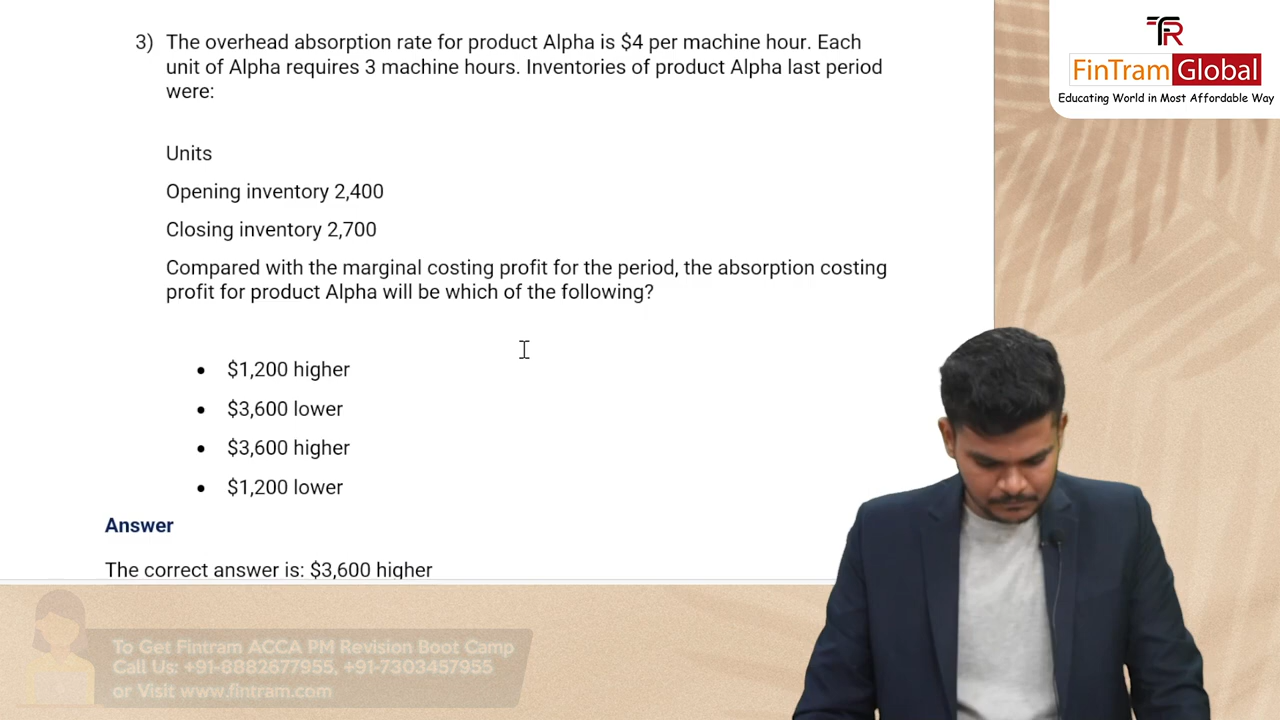 3) The overhead absorption rate for product Alpha is $4 per machine hour. Each
unit of Alpha requires 3 machine hours. Inventories of product Alpha last period
were:
Units
Opening inventory 2,400
Closing inventory 2,700
Compared with the marginal costing profit for the period, the absorption costing
profit for product Alpha will be which of the following?
• $1,200 higher
• $3,600 lower
• $3,600 higher
• $1,200 lower
Answer
The correct answer is: $3,600 higher
FinTram Global
Educating World in Most Affordable Way
To Get Fintram ACCA PM Revision Boot Camp
Call Us: +91-8882677955, +91-7303457955
or Visit www.fintram.com